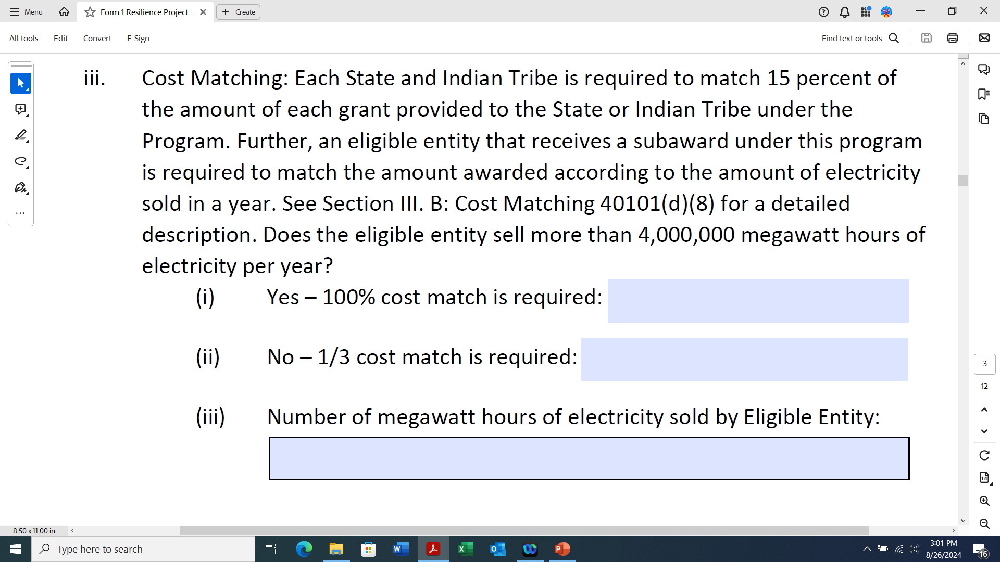 Menu
Form 1 Resilience Project...
Create
All tools
Edit
Convert
E-Sign
Find text or tools
iii. Cost Matching: Each State and Indian Tribe is required to match 15 percent of
the amount of each grant provided to the State or Indian Tribe under the
Program. Further, an eligible entity that receives a subaward under this program
is required to match the amount awarded according to the amount of electricity
sold in a year. See Section III. B: Cost Matching 40101(d)(8) for a detailed
description. Does the eligible entity sell more than 4,000,000 megawatt hours of
electricity per year?
(i) Yes – 100% cost match is required:
(ii) No – 1/3 cost match is required:
(iii) Number of megawatt hours of electricity sold by Eligible Entity:
3
12
1:1
8.50 x 11.00 in
Type here to search
3:01 PM
8/26/2024
16